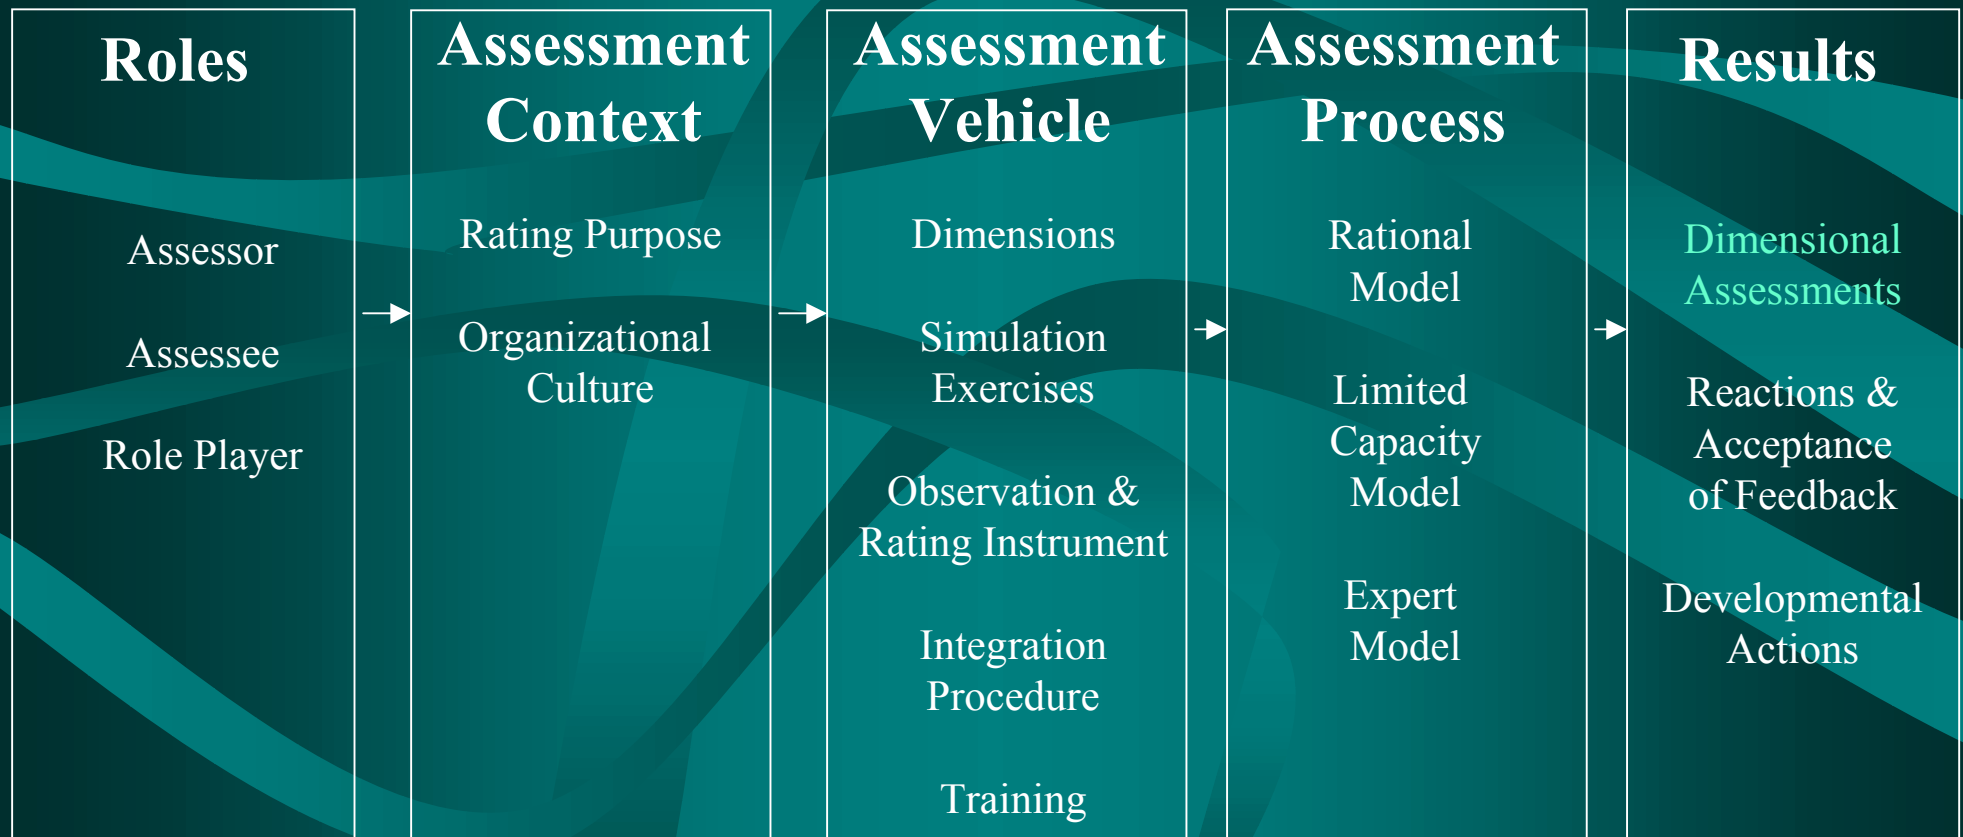 Roles
Assessor
Assessee
Role Player
Assessment
Context
Rating Purpose
Organizational
Culture
Assessment
Vehicle
Dimensions
Simulation
Exercises
Observation &
Rating Instrument
Integration
Procedure
Training
Assessment
Process
Rational
Model
Limited
Capacity
Model
Expert
Model
Results
Dimensional
Assessments
Reactions &
Acceptance
of Feedback
Developmental
Actions